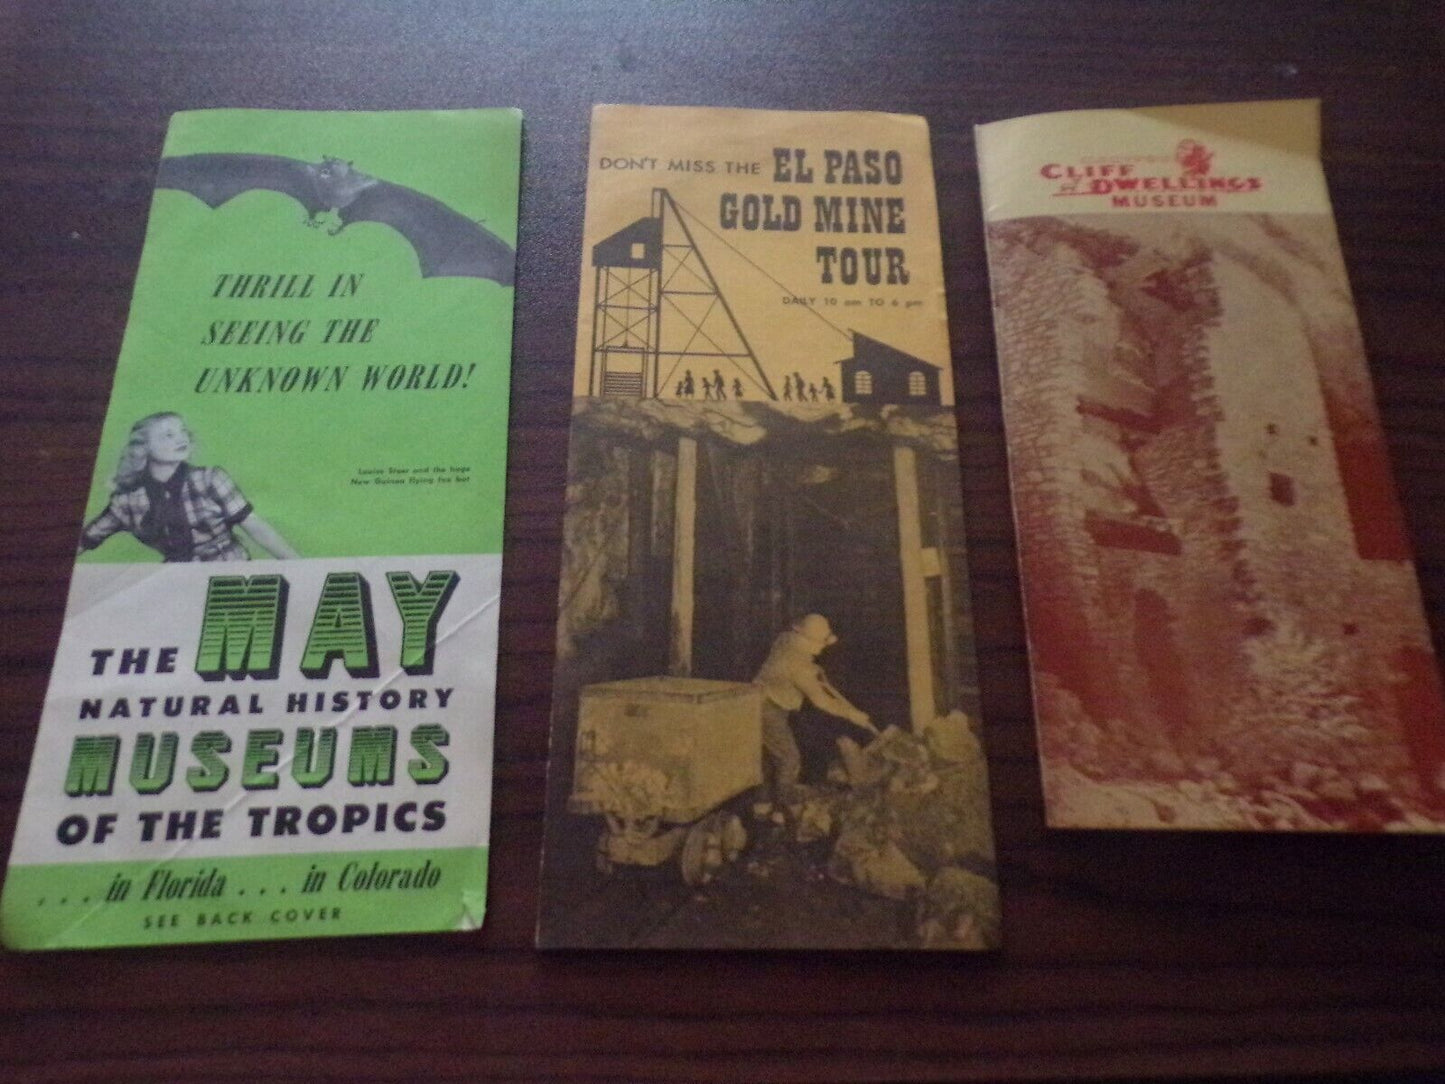 THRILL IN
SEEING THE
UNKNOWN WORLD!
Louise Steer and the huge
New Guinea flying fox bat
THE MAY
NATURAL HISTORY
MUSEUMS
OF THE TROPICS
. . . in Florida . . . in Colorado
SEE BACK COVER
DON'T MISS THE EL PASO
GOLD MINE
TOUR
DAILY 10 am TO 6 pm
CLIFF
DWELLINGS
MUSEUM